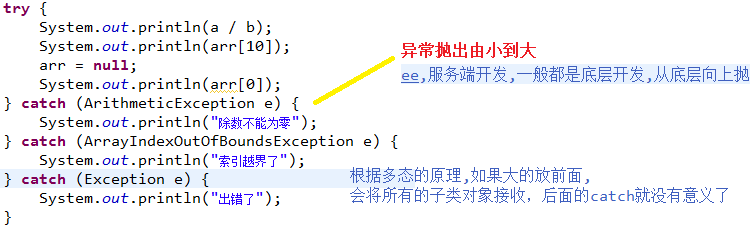 try {
System.out.println(a / b);
System.out.println(arr[10]);
arr = null;
System.out.println(arr[0]);
} catch (ArithmeticException e) {
System.out.println("除数不能为零");
} catch (ArrayIndexOutOfBoundsException e) {
System.out.println("索引越界了");
} catch (Exception e) {
System.out.println("出错了");
}
异常抛出由小到大
ee,服务端开发,一般都是底层开发,从底层向上抛
根据多态的原理,如果大的放前面,
会将所有的子类对象接收，后面的catch就没有意义了